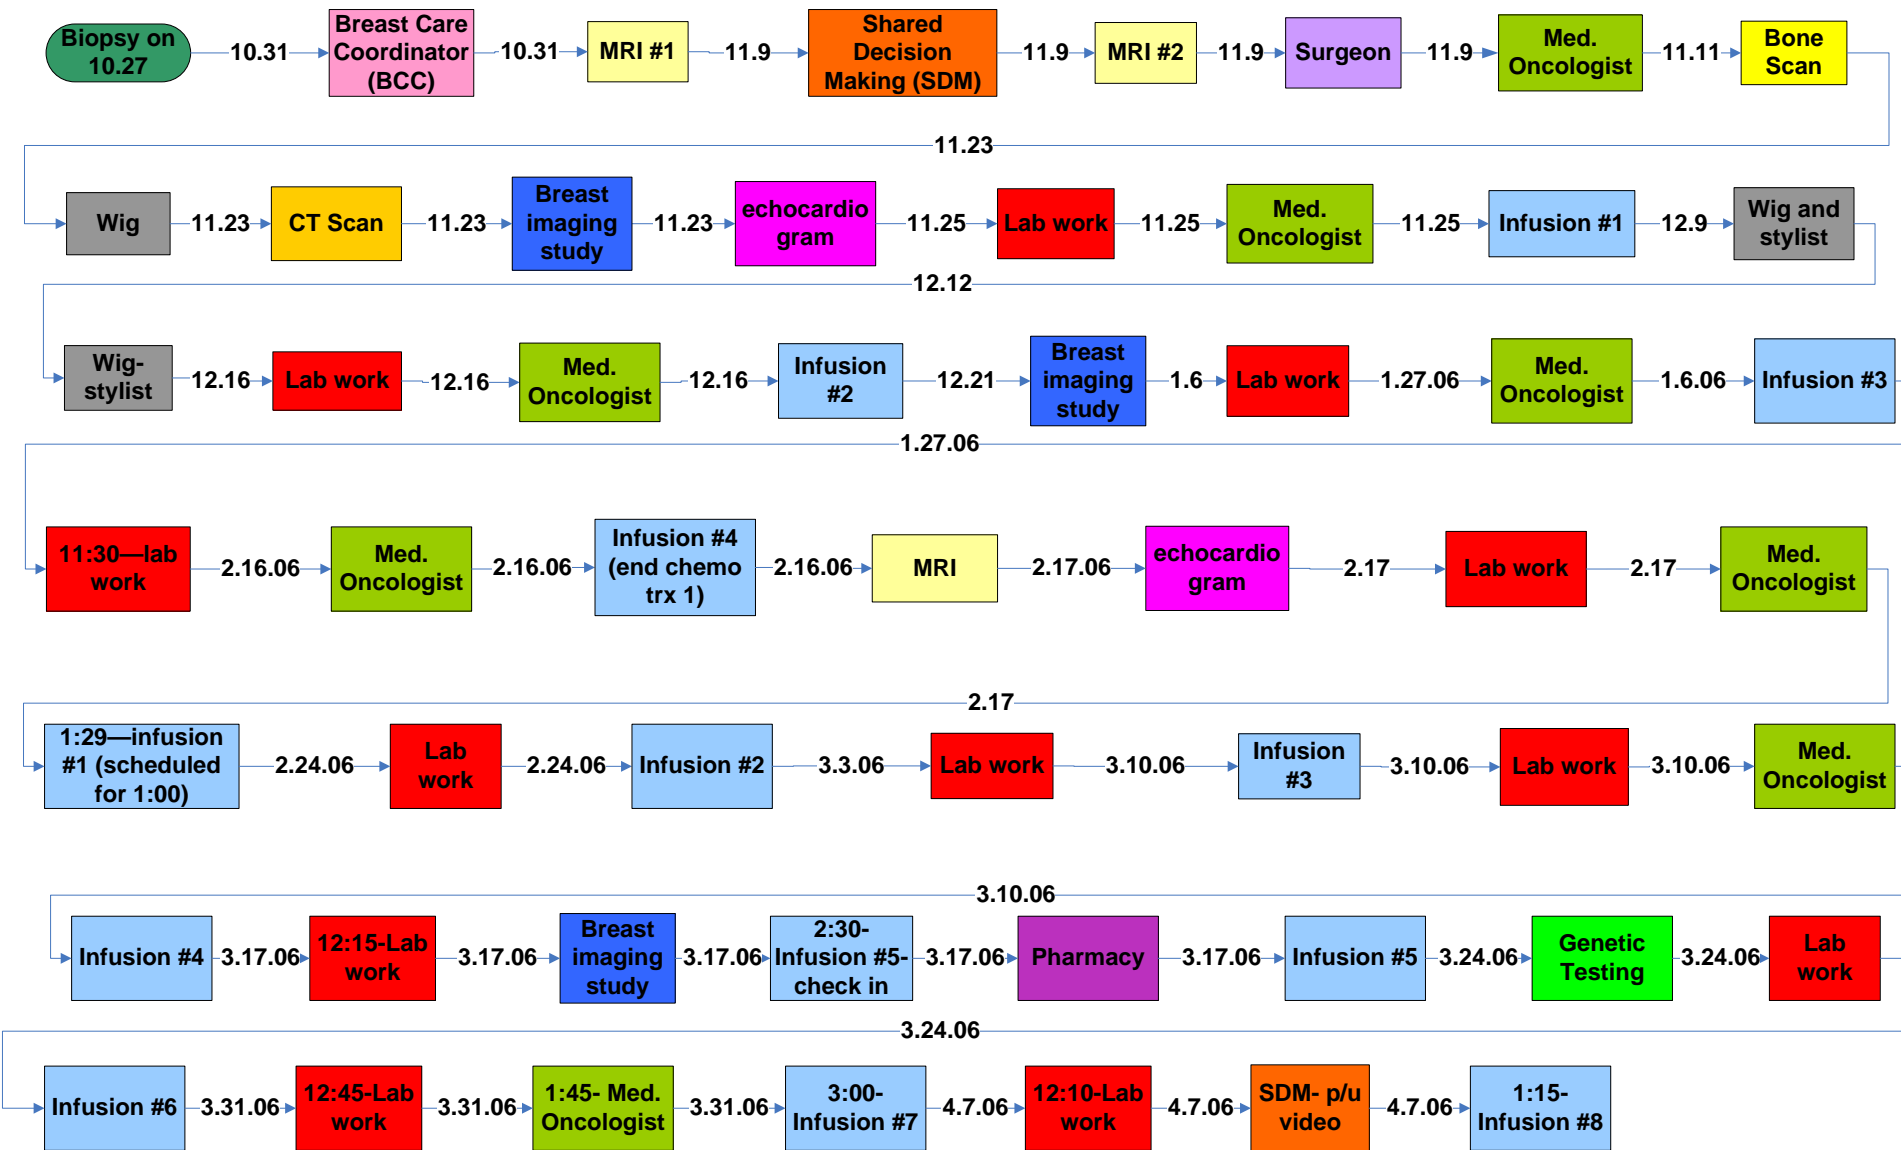 Biopsy on
10.27
10.31
Breast Care
Coordinator
(BCC)
10.31
MRI #1
11.9
Shared
Decision
Making (SDM)
11.9
MRI #2
11.9
Surgeon
11.9
Med.
Oncologist
11.11
Bone
Scan
11.23
Wig
11.23
CT Scan
11.23
Breast
imaging
study
11.23
echocardio
gram
11.25
Lab work
11.25
Med.
Oncologist
11.25
Infusion #1
12.9
Wig and
stylist
12.12
Wig-
stylist
12.16
Lab work
12.16
Med.
Oncologist
12.16
Infusion
#2
12.21
Breast
imaging
study
1.6
Lab work
1.27.06
Med.
Oncologist
1.6.06
Infusion #3
1.27.06
11:30—lab
work
2.16.06
Med.
Oncologist
2.16.06
Infusion #4
(end chemo
trx 1)
2.16.06
MRI
2.17.06
echocardio
gram
2.17
Lab work
2.17
Med.
Oncologist
2.17
1:29—infusion
#1 (scheduled
for 1:00)
2.24.06
Lab
work
2.24.06
Infusion #2
3.3.06
Lab work
3.10.06
Infusion
#3
3.10.06
Lab work
3.10.06
Med.
Oncologist
3.10.06
Infusion #4
3.17.06
12:15-Lab
work
3.17.06
Breast
imaging
study
3.17.06
2:30-
Infusion #5-
check in
3.17.06
Pharmacy
3.17.06
Infusion #5
3.24.06
Genetic
Testing
3.24.06
Lab
work
3.24.06
Infusion #6
3.31.06
12:45-Lab
work
3.31.06
1:45- Med.
Oncologist
3.31.06
3:00-
Infusion #7
4.7.06
12:10-Lab
work
4.7.06
SDM- p/u
video
4.7.06
1:15-
Infusion #8